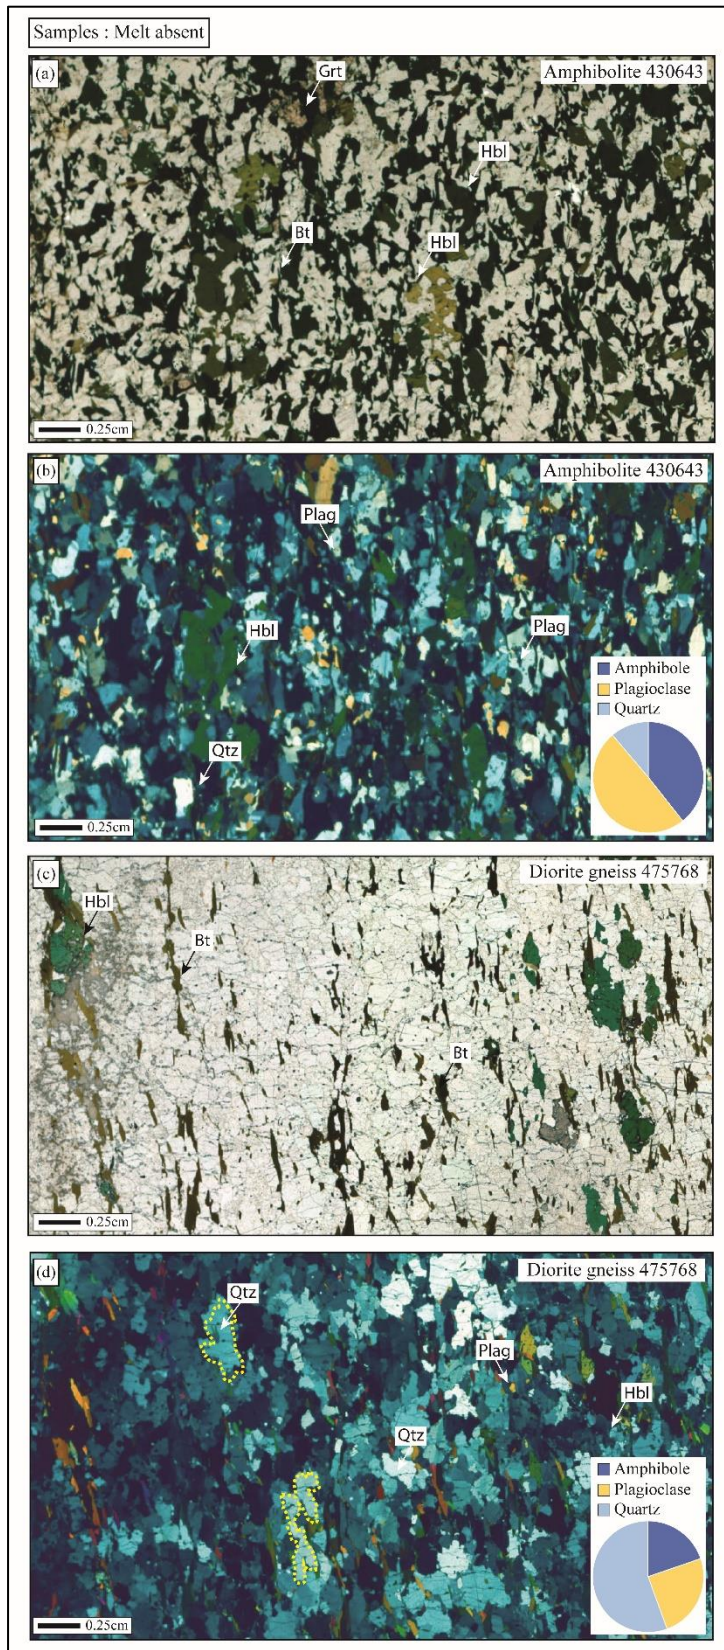 Samples : Melt absent
(a)
Amphibolite 430643
Grt
Hbl
Bt
Hbl
0.25cm
(b)
Amphibolite 430643
Plag
Hbl
Plag
Qtz
Amphibole
Plagioclase
Quartz
0.25cm
(c)
Diorite gneiss 475768
Hbl
Bt
Bt
0.25cm
(d)
Diorite gneiss 475768
Qtz
Plag
Hbl
Qtz
Amphibole
Plagioclase
Quartz
0.25cm